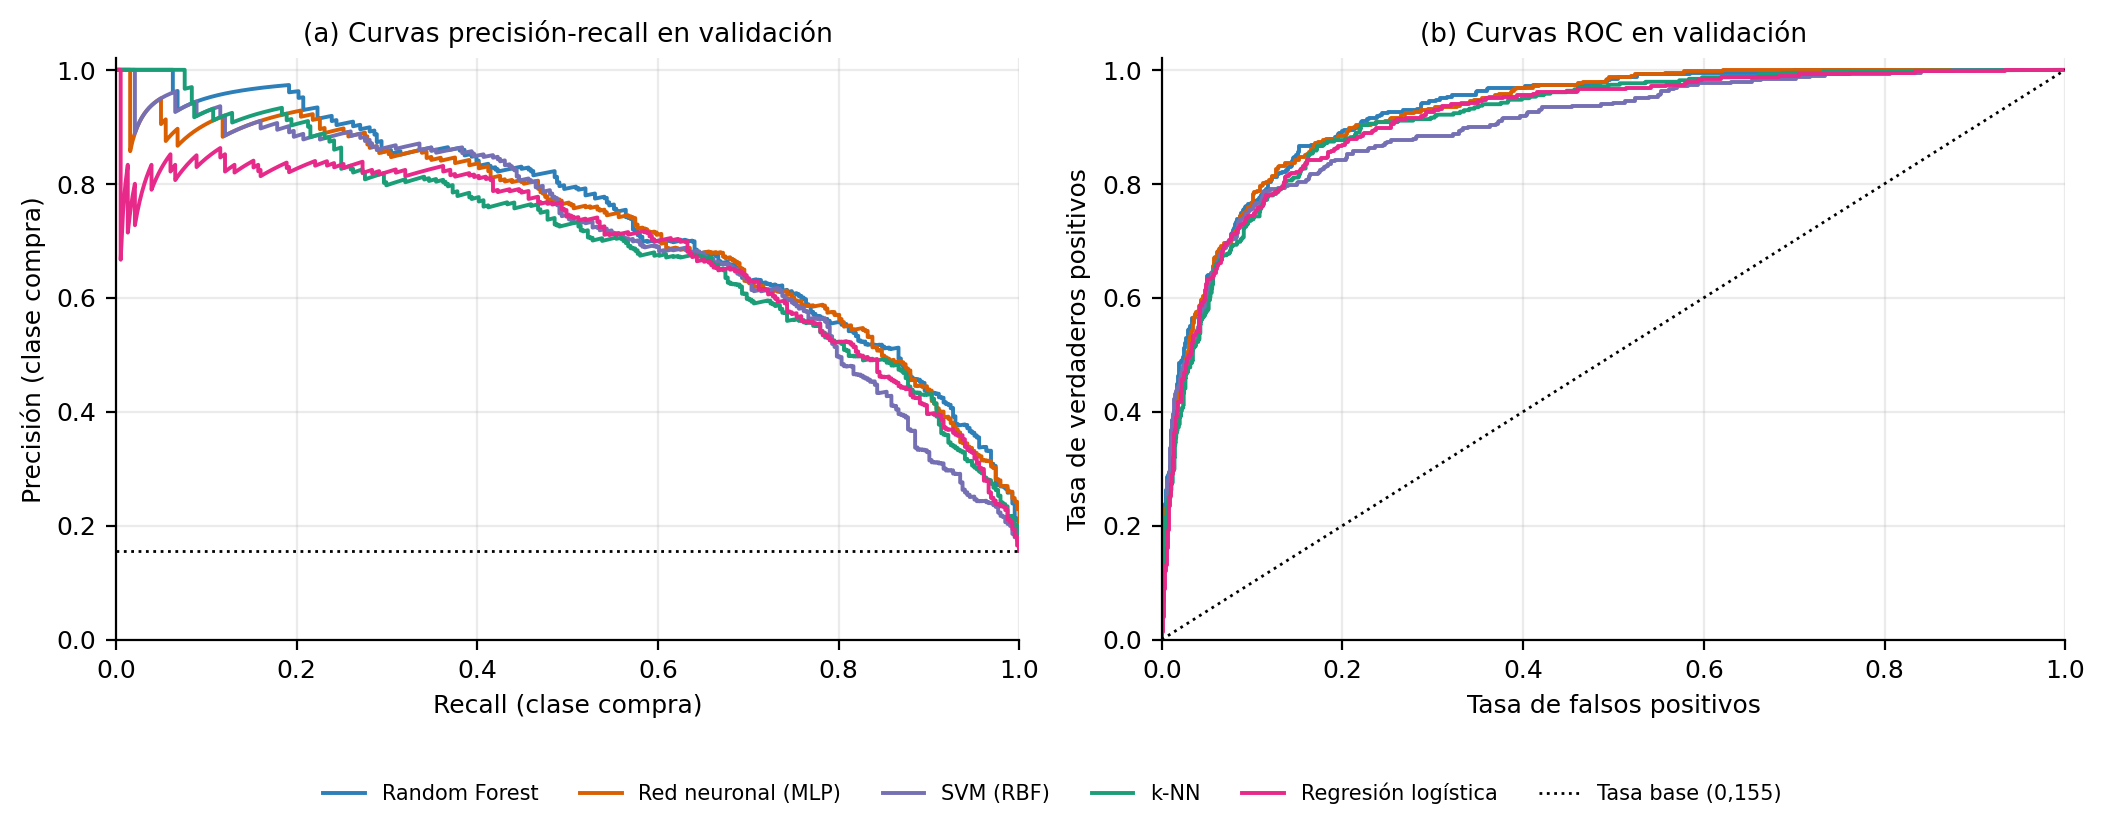 (a) Curvas precisión-recall en validación
Precisión (clase compra)
1.0
0.8
0.6
0.4
0.2
0.0
0.0 0.2 0.4 0.6 0.8 1.0
Recall (clase compra)
(b) Curvas ROC en validación
Tasa de verdaderos positivos
1.0
0.8
0.6
0.4
0.2
0.0
0.0 0.2 0.4 0.6 0.8 1.0
Tasa de falsos positivos
Random Forest Red neuronal (MLP) SVM (RBF) k-NN Regresión logística Tasa base (0,155)